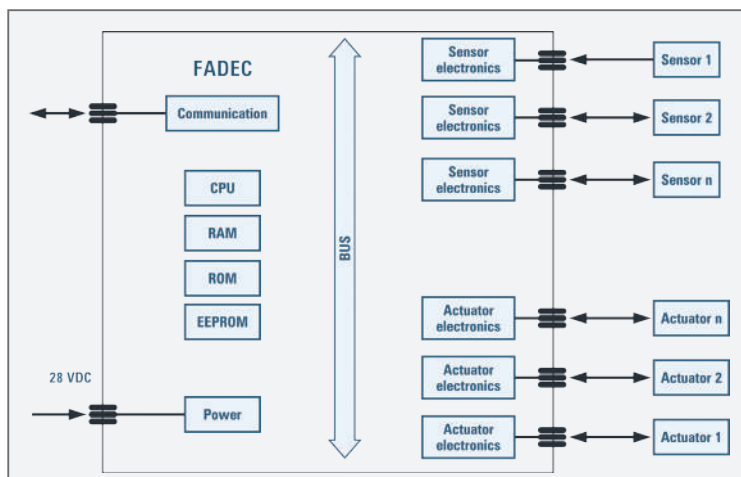 FADEC
Communication
CPU
RAM
ROM
EEPROM
28 VDC
Power
BUS
Sensor
electronics
Sensor 1
Sensor
electronics
Sensor 2
Sensor
electronics
Sensor n
Actuator
electronics
Actuator n
Actuator
electronics
Actuator 2
Actuator
electronics
Actuator 1